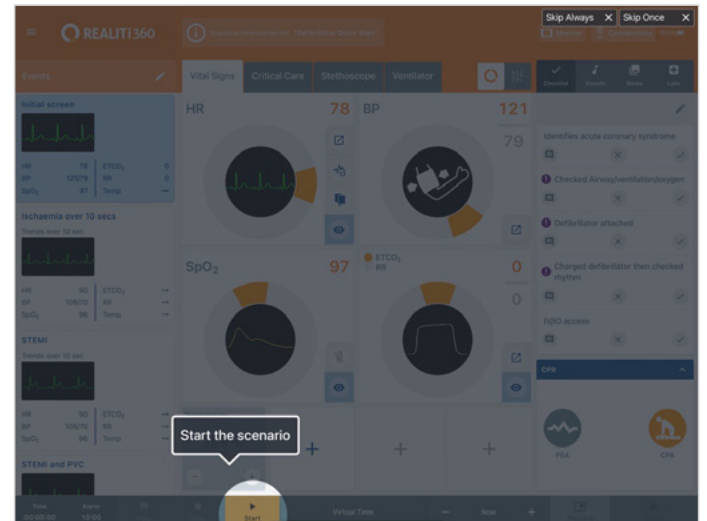 Skip Always X Skip Once X
REALITi360
Monitor Connections
Events
Vital Signs Critical Care Stethoscope Ventilator
Checklist Sounds Media Labs
Initial screen
HR 78 ETCO₂ 0
BP 121/79 RR 0
SpO₂ 97 Temp --
Ischaemia over 10 secs
Trends over 10 sec.
HR 90 ETCO₂ --
BP 109/70 RR --
SpO₂ 96 Temp --
STEMI
Trends over 10 sec.
HR 90 ETCO₂ --
BP 109/70 RR --
SpO₂ 96 Temp --
STEMI and PVC
HR 78
BP 121
79
SpO₂ 97
ETCO₂ 0
RR 0
Identifies acute coronary syndrome
Checked Airway/ventilation/oxygen
Defibrillator attached
Charged defibrillator then checked
rhythm
IV/IO access
CPR
PEA CPR
Start the scenario
Time Alarm
00:00:00 10:00
Start
Virtual Time
Now